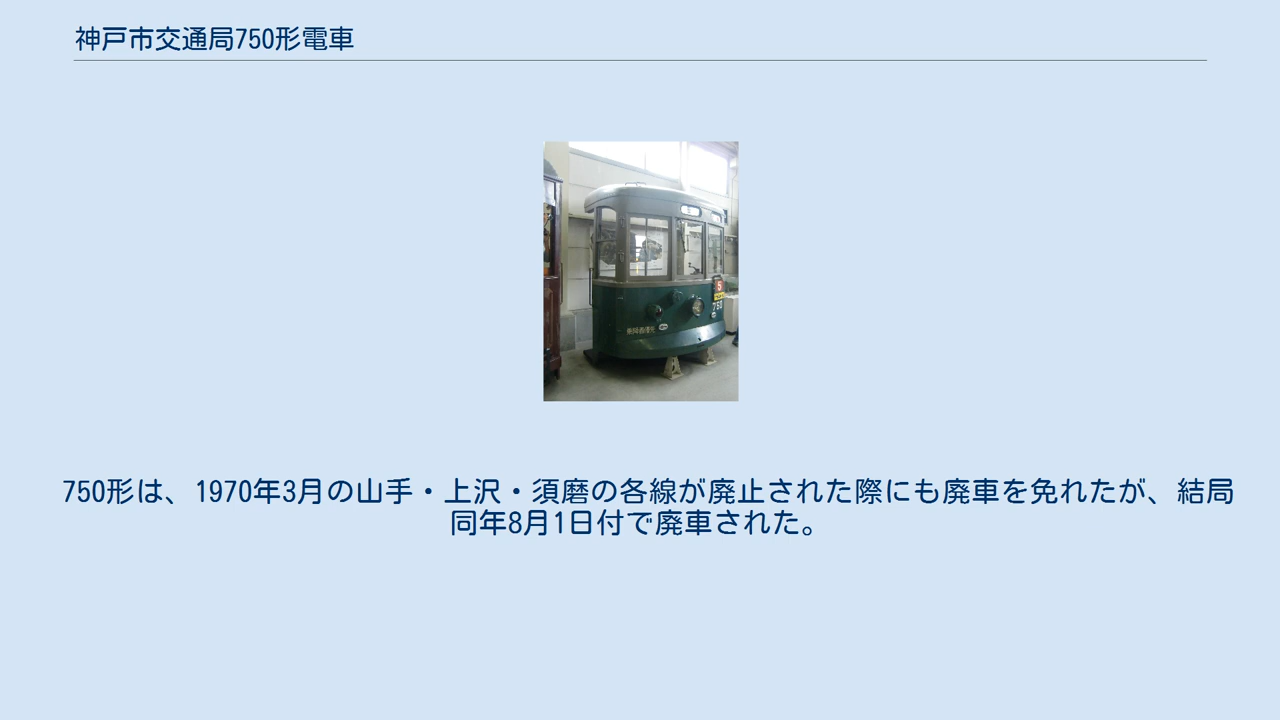 神戸市交通局750形電車
5
750
750形は、1970年3月の山手・上沢・須磨の各線が廃止された際にも廃車を免れたが、結局
同年8月1日付で廃車された。